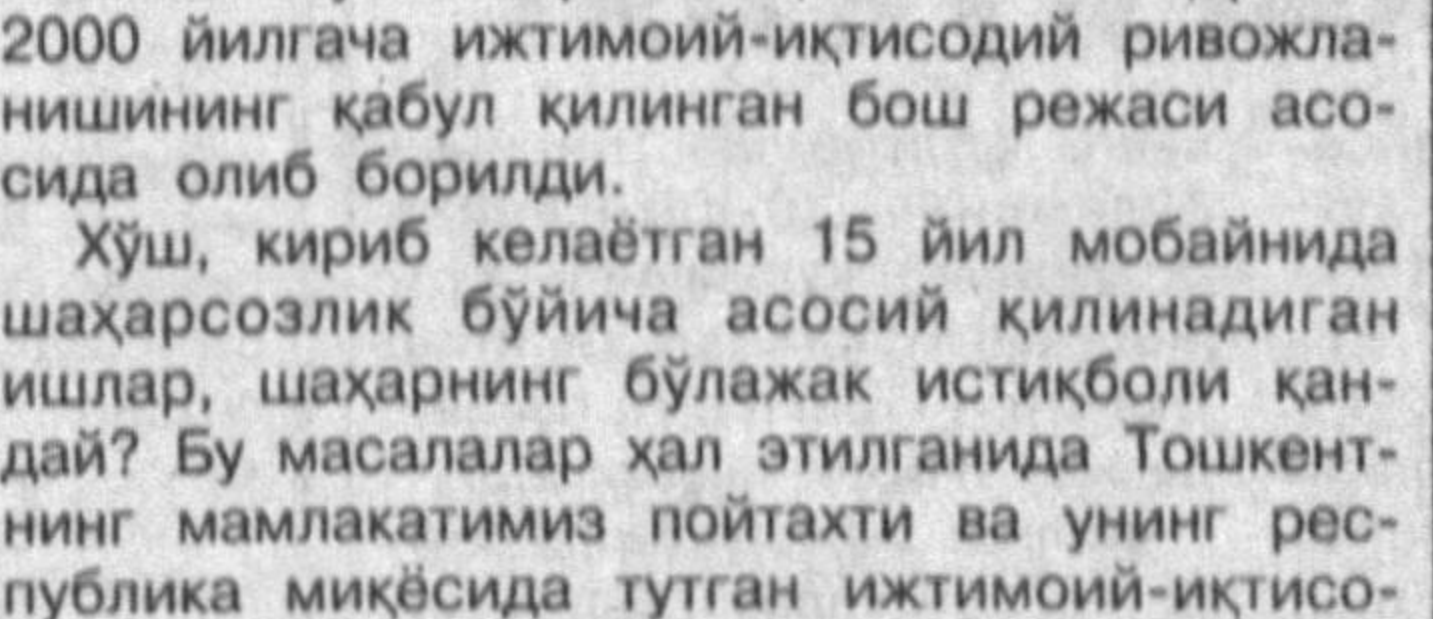 2000 йилгача ижтимоий-иқтисодий ривожла-
нишининг қабул қилинган бош режаси асо-
сида олиб борилди.
Хўш, кириб келаётган 15 йил мобайнида
шаҳарсозлик бўйича асосий қилинадиган
ишлар, шаҳарнинг бўлажак истиқболи қан-
дай? Бу масалалар ҳал этилганида Тошкент-
нинг мамлакатимиз пойтахти ва унинг рес-
публика миқёсида тутган ижтимоий-иқтисо-